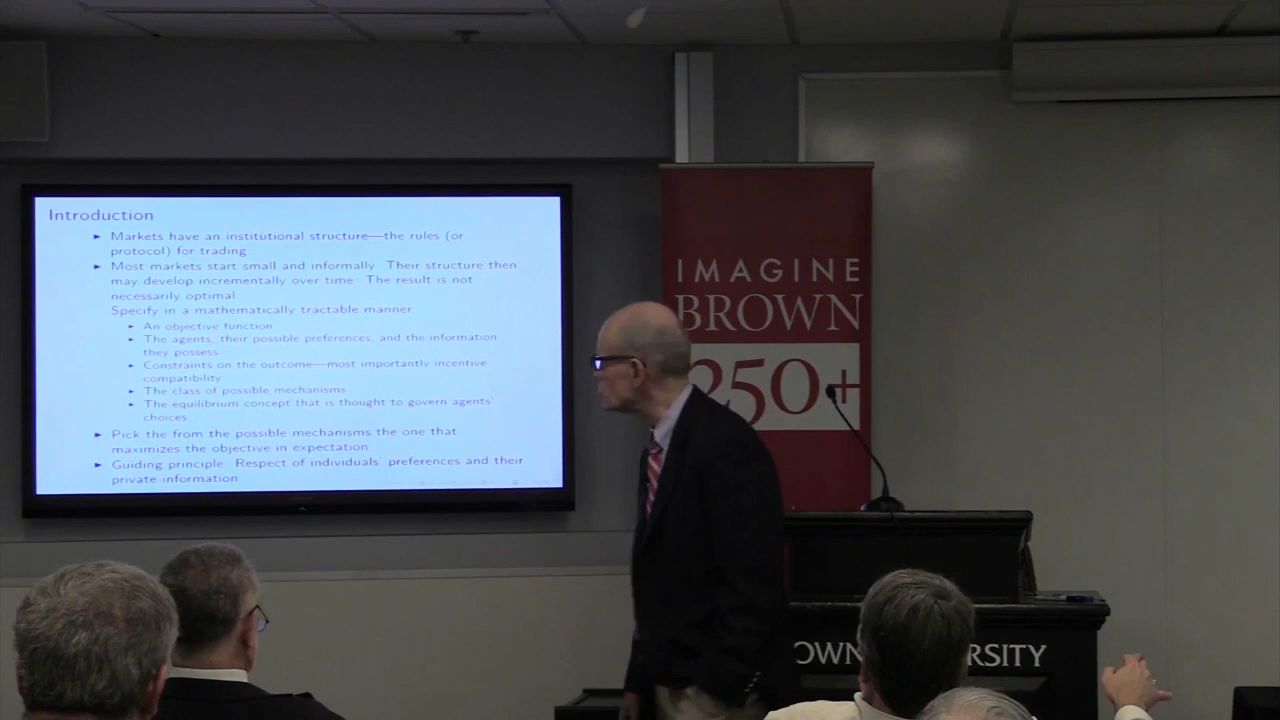 Introduction
► Markets have an institutional structure—the rules (or
protocol) for trading
► Most markets start small and informally. Their structure then
may develop incrementally over time. The result is not
necessarily optimal.
Specify in a mathematically tractable manner:
► An objective function
► The agents, their possible preferences, and the information
they possess
► Constraints on the outcome—most importantly incentive
compatibility
► The class of possible mechanisms
► The equilibrium concept that is thought to govern agents'
choices
► Pick the from the possible mechanisms the one that
maximizes the objective in expectation
► Guiding principle: Respect of individuals' preferences and their
private information
IMAGINE
BROWN
250+
OWN
RSITY